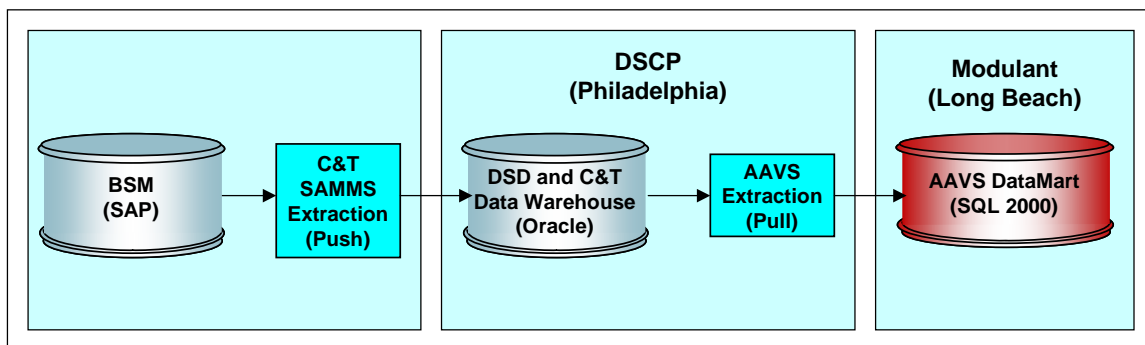 BSM
(SAP)
C&T
SAMMS
Extraction
(Push)
DSCP
(Philadelphia)
DSD and C&T
Data Warehouse
(Oracle)
AAVS
Extraction
(Pull)
Modulant
(Long Beach)
AAVS DataMart
(SQL 2000)